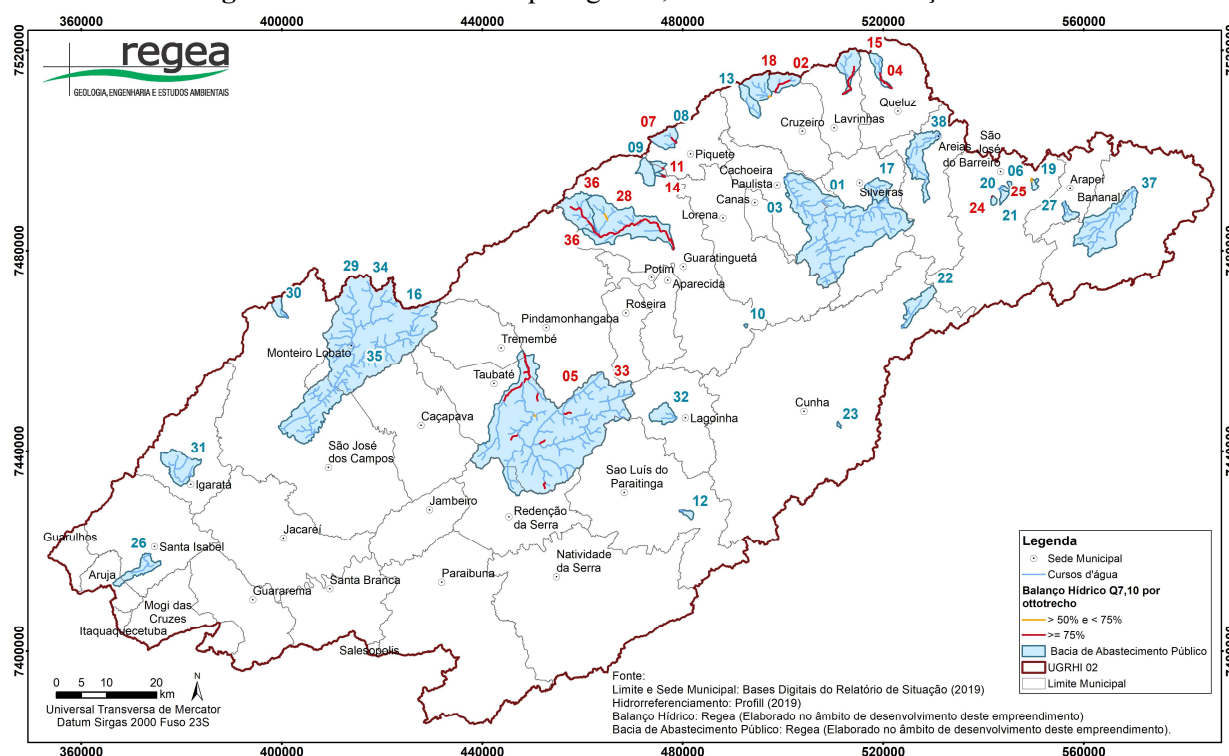 360000 400000 440000 480000 520000 560000
7520000
regea
GEOLOGIA, ENGENHARIA E ESTUDOS AMBIENTAIS
15
18 02
13
04
Queluz
Cruzeiro
Lavrinhas
08
07
38
São
José
do Barreiro
Areias
09
Piquete
11
14
Cachoeira
Paulista
Canas
01
17
Silveiras
06 19
20 25
24
21
Arapeí
Bananal
37
27
36
28
03
Lorena
36
7480000
Guaratinguetá
Potim
Aparecida
29 34
30
16
22
Roseira
10
Pindamonhangaba
Tremembé
Monteiro Lobato
35
Taubaté
05 33
32
Lagoinha
Cunha
23
Caçapava
7440000
31
Igaratá
São José
dos Campos
Sao Luís do
Paraitinga
Jambeiro
12
Redenção
da Serra
Jacareí
Guarulhos
26
Santa Isabel
Natividade
da Serra
Aruja
Santa Branca
Paraibuna
Guararema
Mogi das
Cruzes
Itaquaquecetuba
Salesopolis
7400000
Legenda
Sede Municipal
Cursos d'água
Balanço Hídrico Q7,10 por
ottotrecho
> 50% e < 75%
>= 75%
Bacia de Abastecimento Público
UGRHI 02
Limite Municipal
0 5 10 20
km
N
Universal Transversa de Mercator
Datum Sirgas 2000 Fuso 23S
Fonte:
Limite e Sede Municipal: Bases Digitais do Relatório de Situação (2019)
Hidrorreferenciamento: Profill (2019)
Balanço Hídrico: Regea (Elaborado no âmbito de desenvolvimento deste empreendimento)
Bacia de Abastecimento Público: Regea (Elaborado no âmbito de desenvolvimento deste empreendimento).
360000 400000 440000 480000 520000 560000